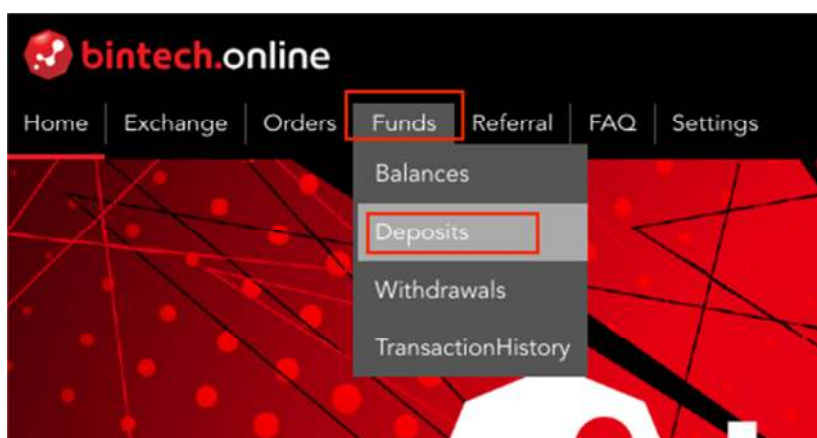 bintech.online
Home Exchange Orders Funds Referral FAQ Settings
Balances
Deposits
Withdrawals
TransactionHistory